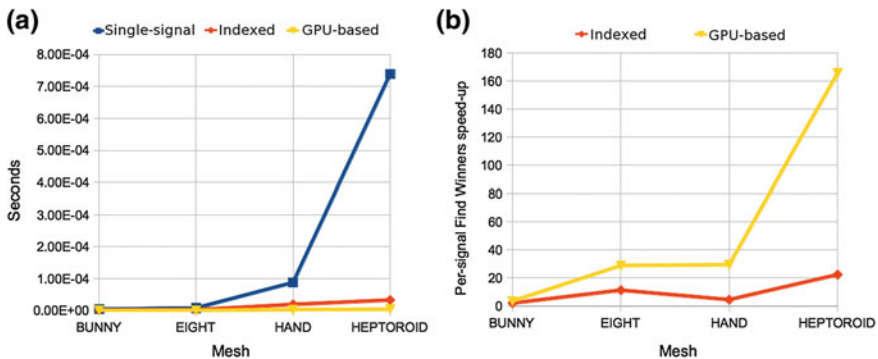 (a)
Single-signal Indexed GPU-based
8.00E-04
7.00E-04
6.00E-04
5.00E-04
4.00E-04
3.00E-04
2.00E-04
1.00E-04
0.00E+00
Seconds
BUNNY EIGHT HAND HEPTOROID
Mesh
(b)
Indexed GPU-based
180
160
140
120
100
80
60
40
20
0
Per-signal Find Winners speed-up
BUNNY EIGHT HAND HEPTOROID
Mesh